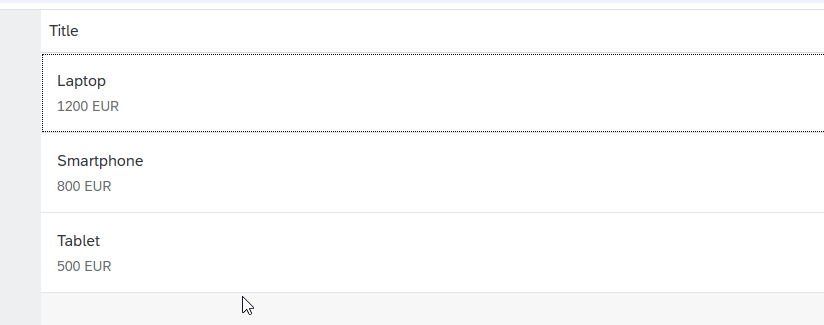 Title
Laptop
1200 EUR
Smartphone
800 EUR
Tablet
500 EUR